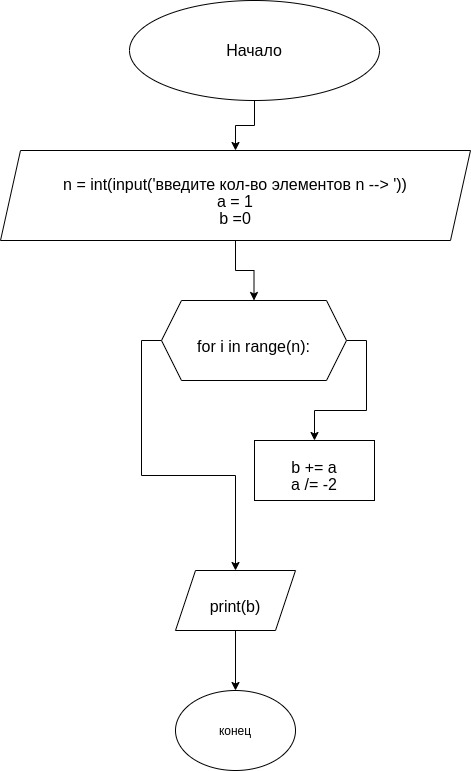 Начало
n = int(input('введите кол-во элементов n --> '))
a = 1
b =0
for i in range(n):
b += a
a /= -2
print(b)
конец